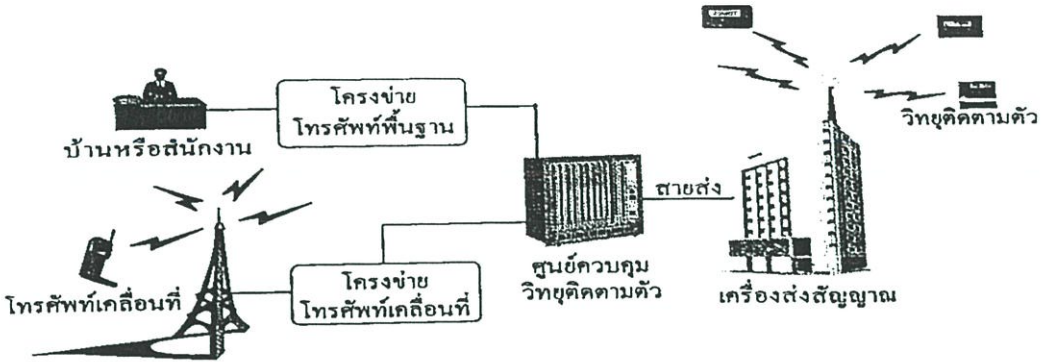 โครงข่าย
โทรศัพท์พื้นฐาน
บ้านหรือสำนักงาน
วิทยุติดตามตัว
สายส่ง
ศูนย์ควบคุม
วิทยุติดตามตัว
เครื่องส่งสัญญาณ
โครงข่าย
โทรศัพท์เคลื่อนที่
โทรศัพท์เคลื่อนที่